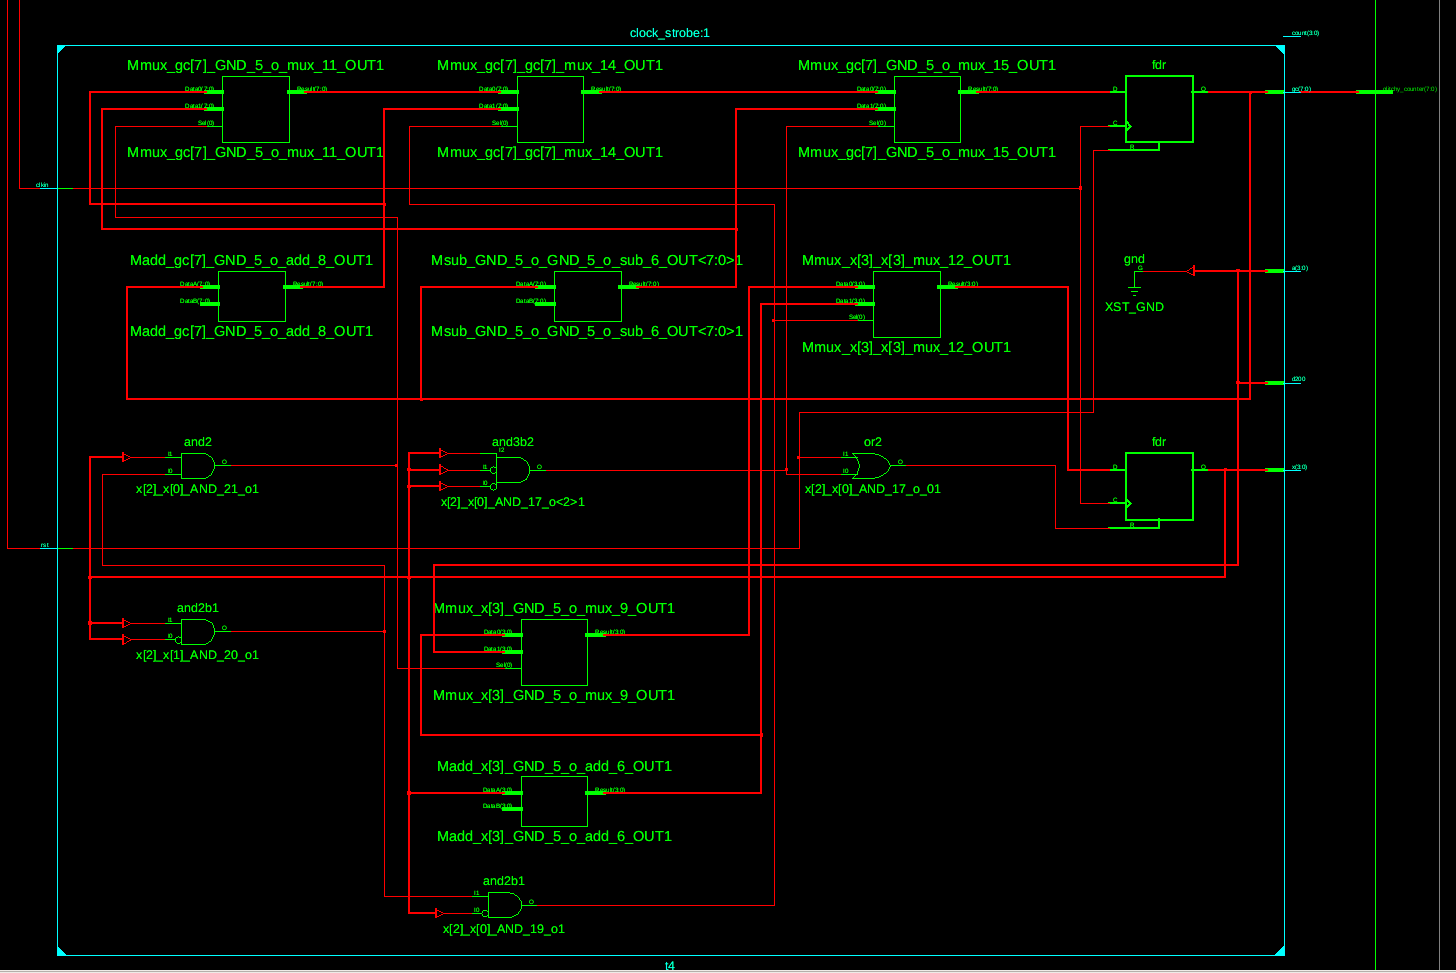 clock_strobe:1
count(3:0)
Mmux_gc[7]_GND_5_o_mux_11_OUT1
Mmux_gc[7]_gc[7]_mux_14_OUT1
Mmux_gc[7]_GND_5_o_mux_15_OUT1
fdr
Data0(7:0)
Result(7:0)
Data0(7:0)
Result(7:0)
Data0(7:0)
Result(7:0)
D
Q
gc(7:0)
Data1(7:0)
Data1(7:0)
Data1(7:0)
Sel(0)
Sel(0)
Sel(0)
C
R
Mmux_gc[7]_GND_5_o_mux_11_OUT1
Mmux_gc[7]_gc[7]_mux_14_OUT1
Mmux_gc[7]_GND_5_o_mux_15_OUT1
clkin
Madd_gc[7]_GND_5_o_add_8_OUT1
Msub_GND_5_o_GND_5_o_sub_6_OUT<7:0>1
Mmux_x[3]_x[3]_mux_12_OUT1
gnd
G
a(3:0)
DataA(7:0)
Result(7:0)
DataA(7:0)
Result(7:0)
Data0(3:0)
Result(3:0)
DataB(7:0)
DataB(7:0)
Data1(3:0)
Sel(0)
XST_GND
Madd_gc[7]_GND_5_o_add_8_OUT1
Msub_GND_5_o_GND_5_o_sub_6_OUT<7:0>1
Mmux_x[3]_x[3]_mux_12_OUT1
and2
and3b2
or2
fdr
I1
O
I0
I2
I1
O
I0
I1
O
I0
D
Q
x(3:0)
C
R
x[2]_x[0]_AND_21_o1
x[2]_x[0]_AND_17_o<2>1
x[2]_x[0]_AND_17_o_01
rst
and2b1
Mmux_x[3]_GND_5_o_mux_9_OUT1
I1
O
I0
Data0(3:0)
Result(3:0)
Data1(3:0)
Sel(0)
x[2]_x[1]_AND_20_o1
Mmux_x[3]_GND_5_o_mux_9_OUT1
Madd_x[3]_GND_5_o_add_6_OUT1
DataA(3:0)
Result(3:0)
DataB(3:0)
Madd_x[3]_GND_5_o_add_6_OUT1
and2b1
I1
O
I0
x[2]_x[0]_AND_19_o1
t4